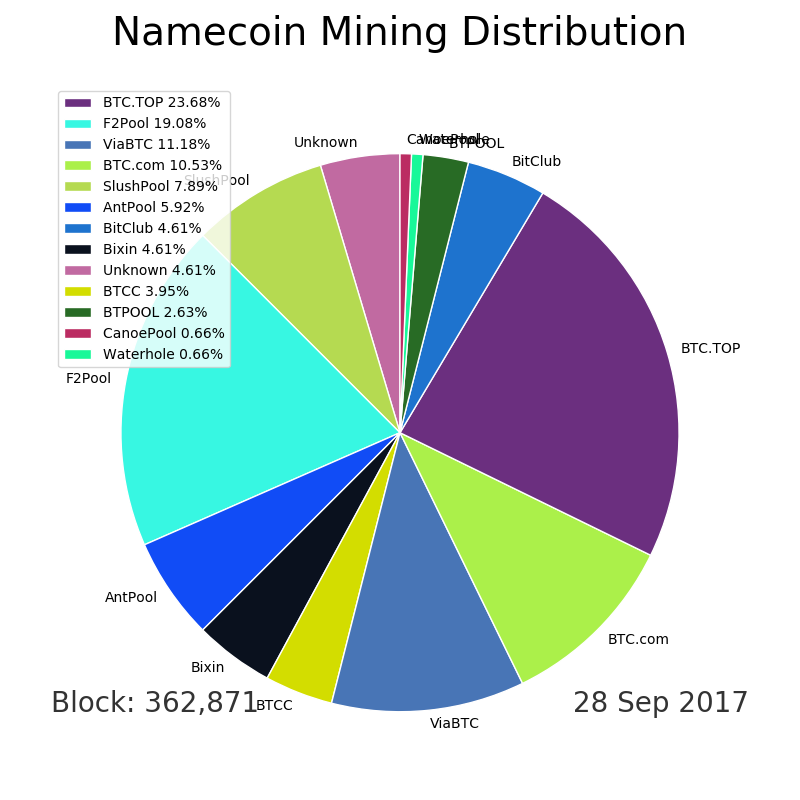 Namecoin Mining Distribution
BTC.TOP 23.68%
F2Pool 19.08%
ViaBTC 11.18%
BTC.com 10.53%
SlushPool 7.89%
AntPool 5.92%
BitClub 4.61%
Bixin 4.61%
Unknown 4.61%
BTCC 3.95%
BTPOOL 2.63%
CanoePool 0.66%
Waterhole 0.66%
CanoePool
Waterhole
BTPOOL
BitClub
Unknown
SlushPool
BTC.TOP
F2Pool
AntPool
BTC.com
Bixin
BTCC
ViaBTC
Block: 362,871
28 Sep 2017